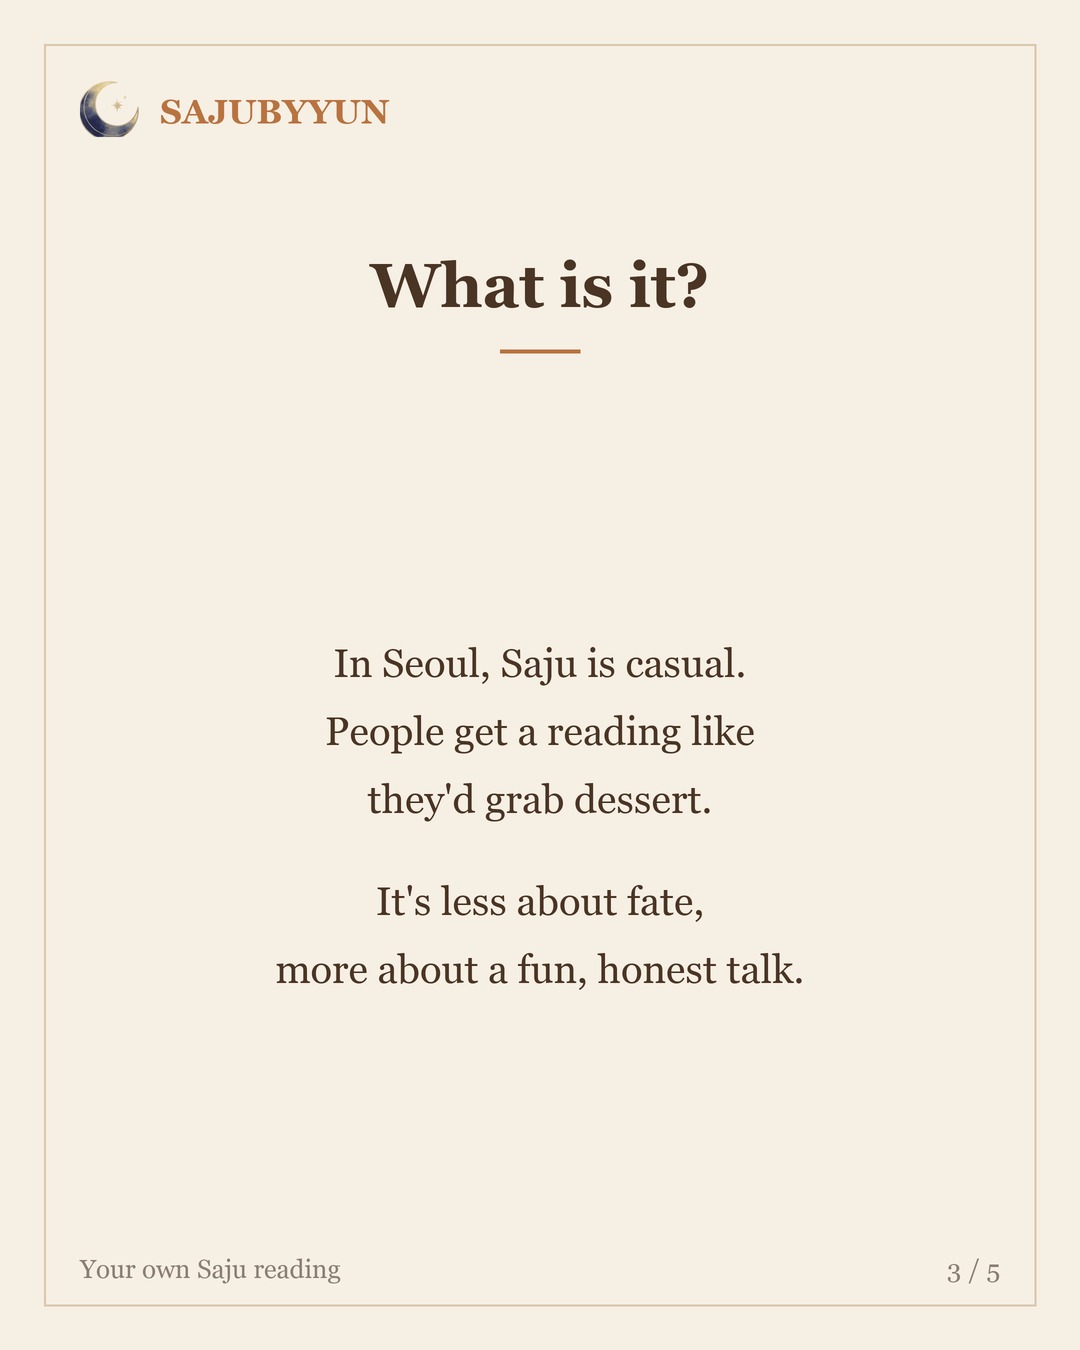 SAJUBYYUN
What is it?
In Seoul, Saju is casual.
People get a reading like
they'd grab dessert.
It's less about fate,
more about a fun, honest talk.
Your own Saju reading
3 / 5